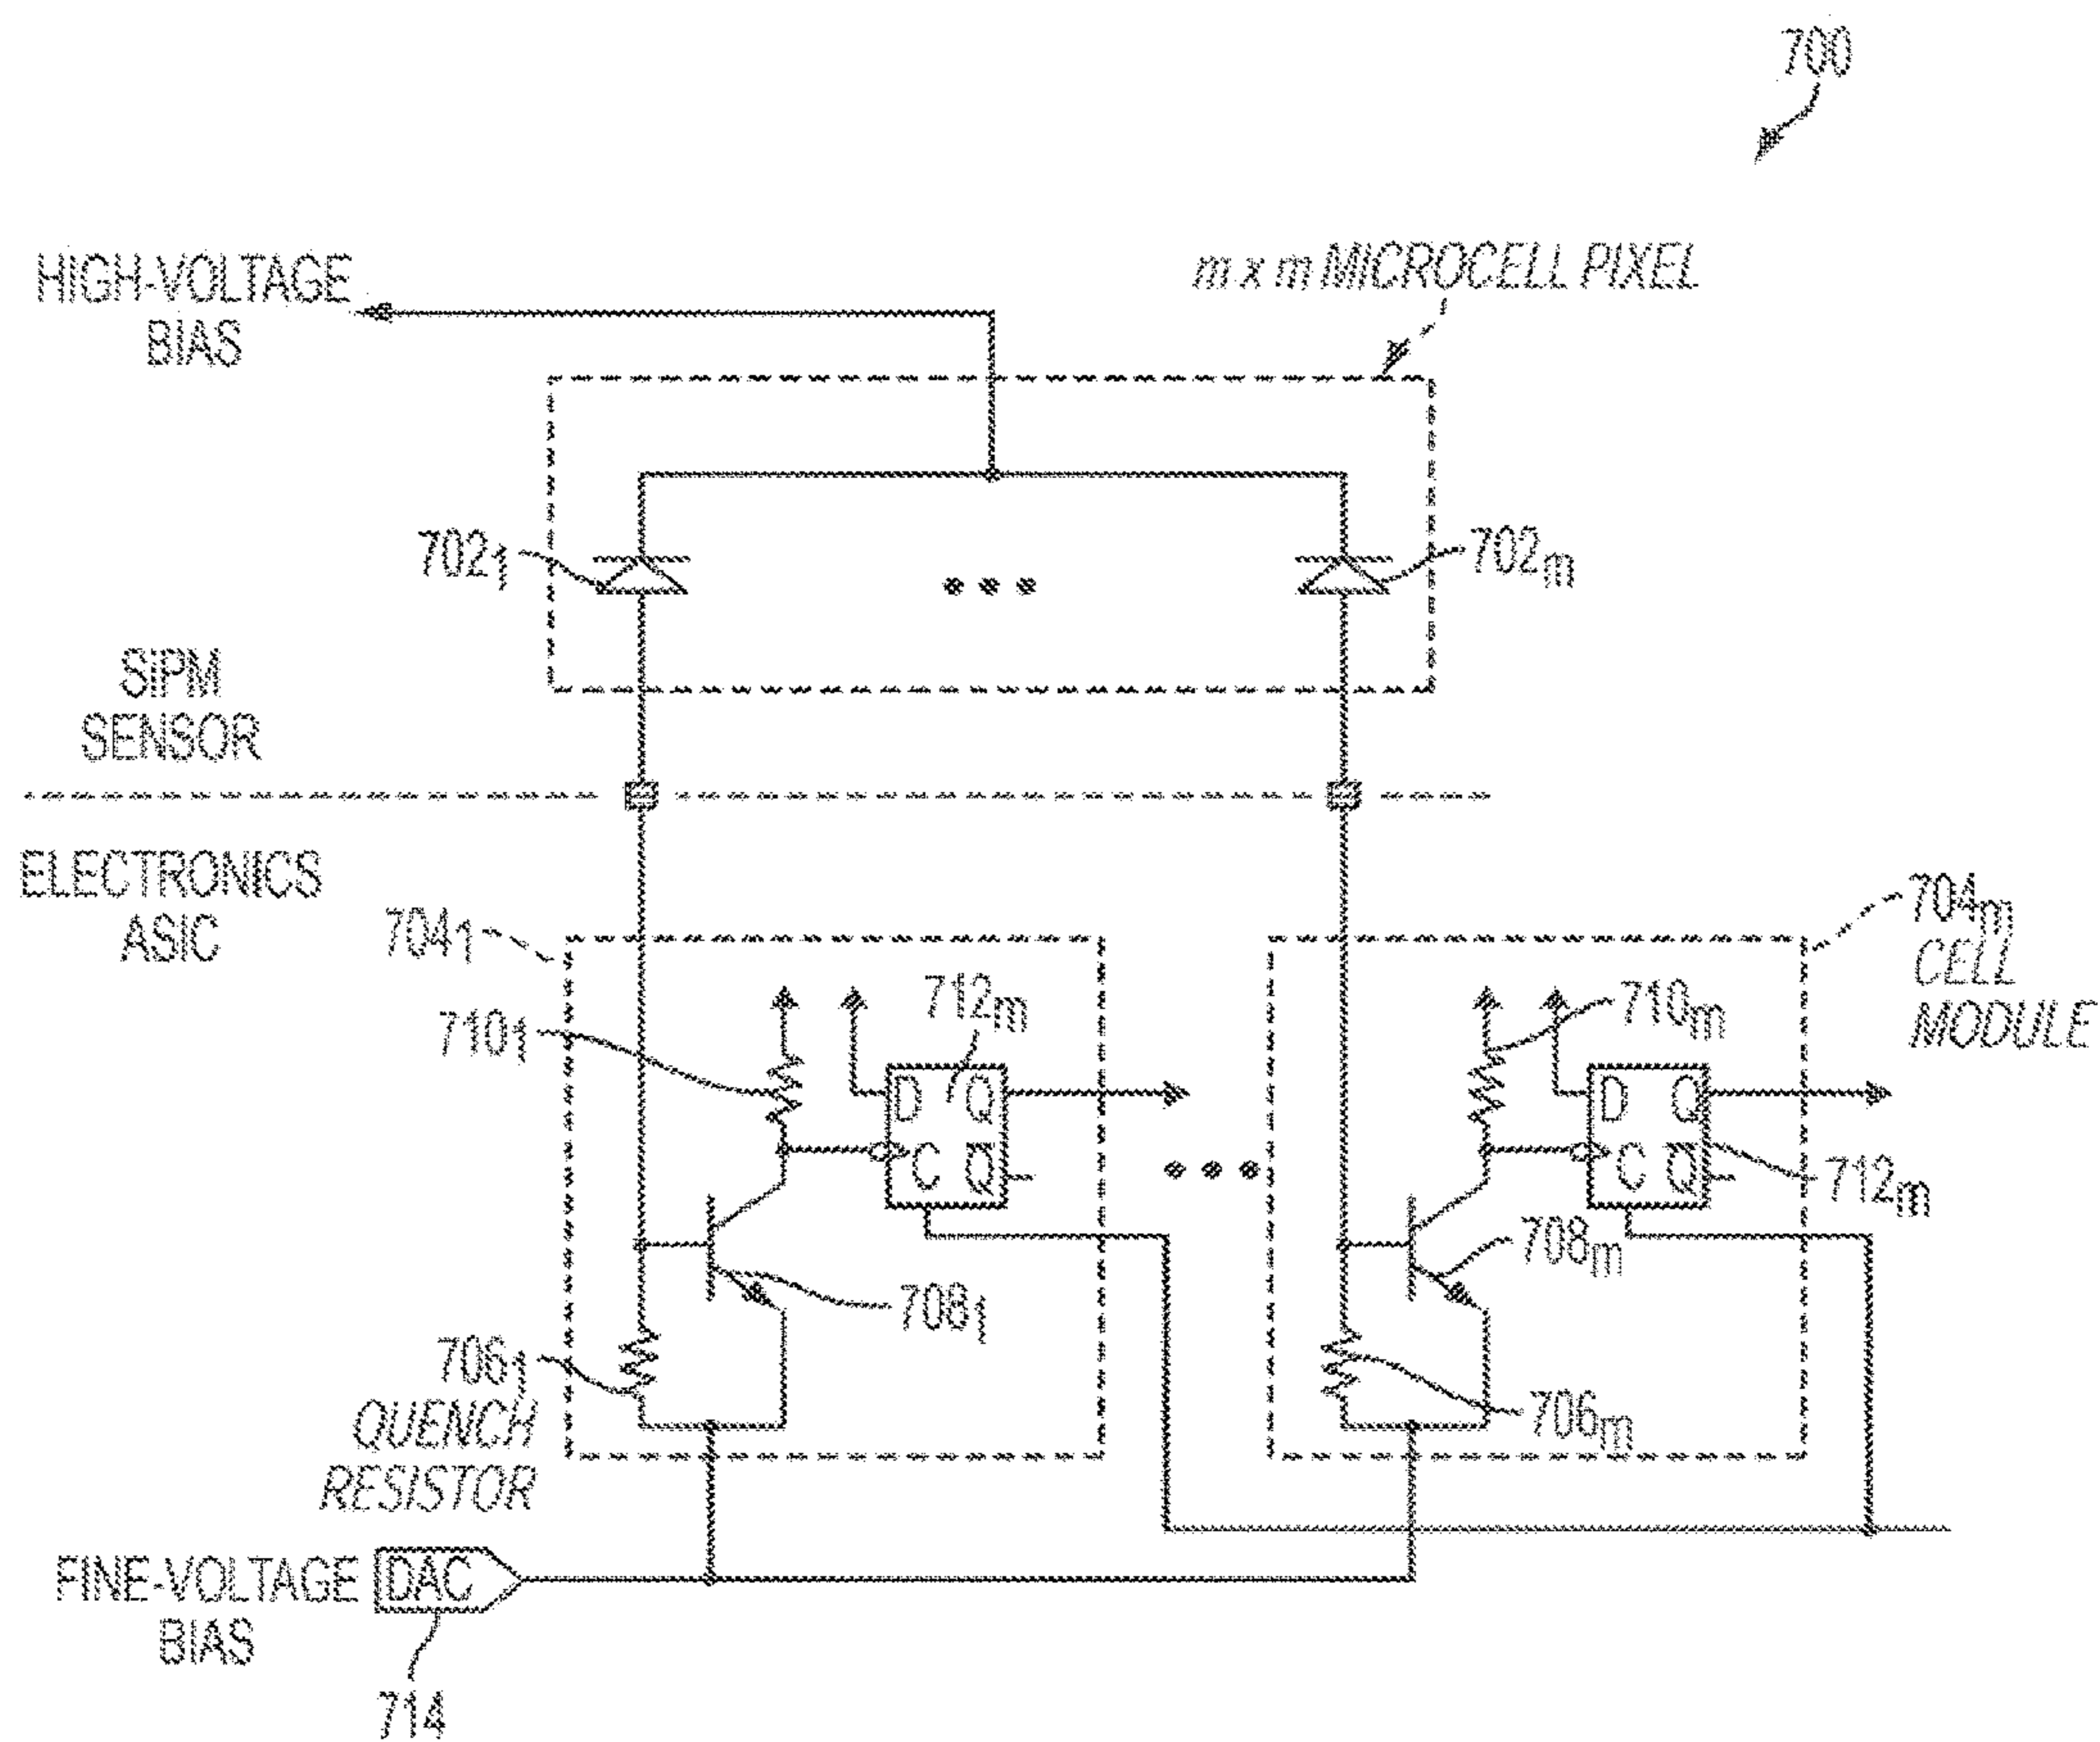 700
HIGH-VOLTAGE
BIAS
m x m MICROCELL PIXEL
702₁
702ₘ
SiPM
SENSOR
ELECTRONICS
ASIC
704₁
704ₘ
CELL
MODULE
710₁
712ₘ
710ₘ
D Q
C Q̅
D Q
C Q̅
712ₘ
708₁
708ₘ
706₁
QUENCH
RESISTOR
706ₘ
FINE-VOLTAGE
BIAS
DAC
714